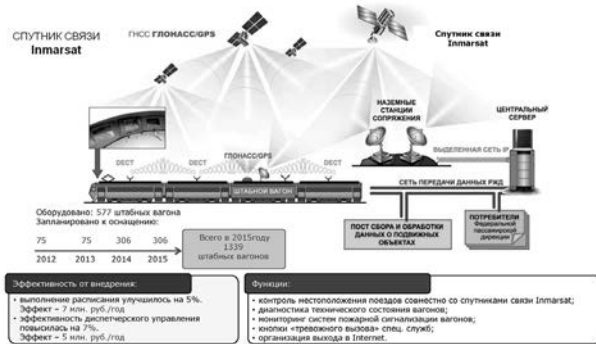 СПУТНИК СВЯЗИ
Inmarsat
ГНСС ГЛОНАСС/GPS
Спутник связи
Inmarsat
НАЗЕМНЫЕ
СТАНЦИИ
СОПРЯЖЕНИЯ
ЦЕНТРАЛЬНЫЙ
СЕРВЕР
ВЫДЕЛЕННАЯ СЕТЬ IP
DECT
DECT
ГЛОНАСС/GPS
DECT
ШТАБНОЙ ВАГОН
СЕТЬ ПЕРЕДАЧИ ДАННЫХ РЖД
ПОСТ СБОРА И ОБРАБОТКИ
ДАННЫХ О ПОДВИЖНЫХ
ОБЪЕКТАХ
ПОТРЕБИТЕЛИ
Федеральной
пассажирской
дирекции
Оборудовано: 577 штабных вагона
Запланировано к оснащению:
75 75 306 306
2012 2013 2014 2015
Всего в 2015году
1339
штабных вагонов
Эффективность от внедрения:
• выполнение расписания улучшилось на 5%.
Эффект – 7 млн. руб./год
• эффективность диспетчерского управления
повысилась на 7%.
Эффект – 5 млн. руб./год
Функции:
• контроль местоположения поездов совместно со спутниками связи Inmarsat;
• диагностика технического состояния вагонов;
• мониторинг систем пожарной сигнализации вагонов;
• кнопки «тревожного вызова» спец. служб;
• организация выхода в Internet.